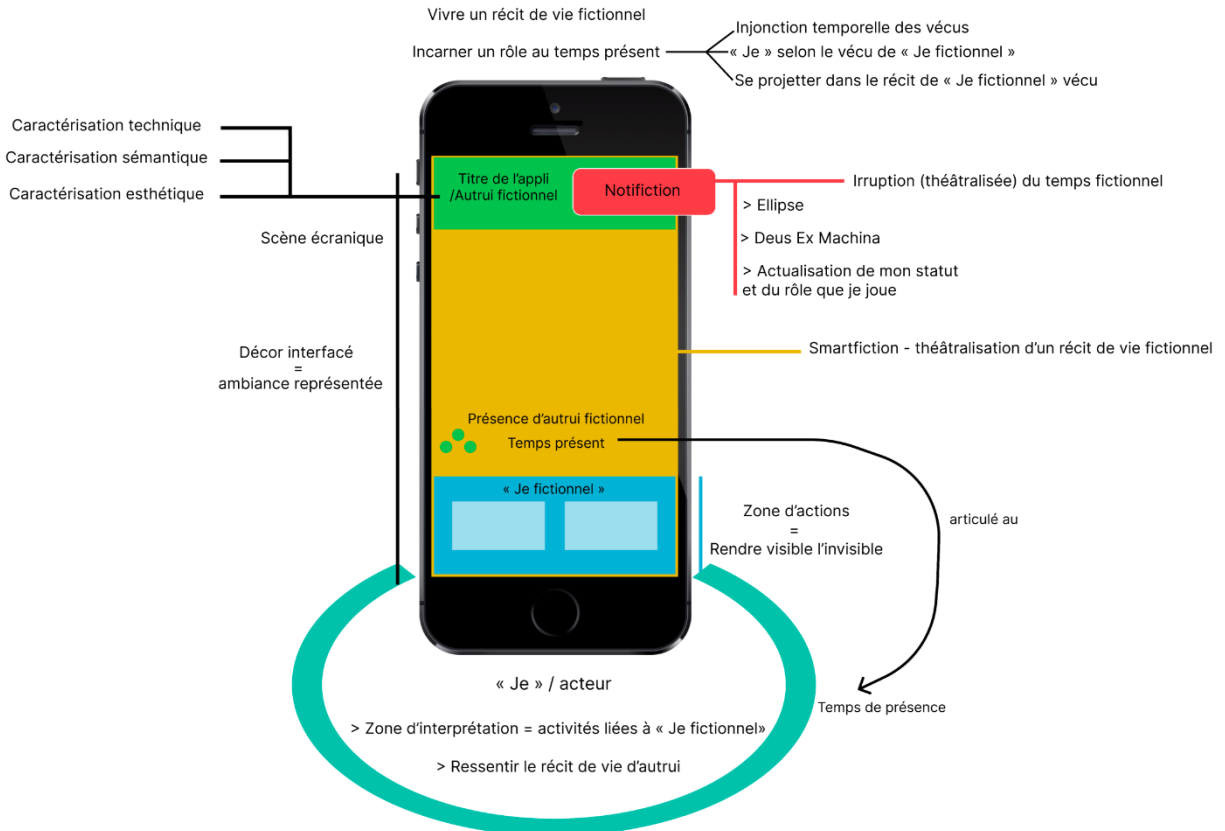 Vivre un récit de vie fictionnel
Incarner un rôle au temps présent
Injonction temporelle des vécus
« Je » selon le vécu de « Je fictionnel »
Se projetter dans le récit de « Je fictionnel » vécu
Caractérisation technique
Caractérisation sémantique
Caractérisation esthétique
Titre de l'appli
/Autrui fictionnel
Notifiction
Irruption (théâtralisée) du temps fictionnel
> Ellipse
> Deus Ex Machina
> Actualisation de mon statut
et du rôle que je joue
Scène écranique
Décor interfacé
=
ambiance représentée
Smartfiction - théâtralisation d'un récit de vie fictionnel
Présence d'autrui fictionnel
Temps présent
« Je fictionnel »
Zone d'actions
=
Rendre visible l'invisible
articulé au
Temps de présence
« Je » / acteur
> Zone d'interprétation = activités liées à « Je fictionnel»
> Ressentir le récit de vie d'autrui